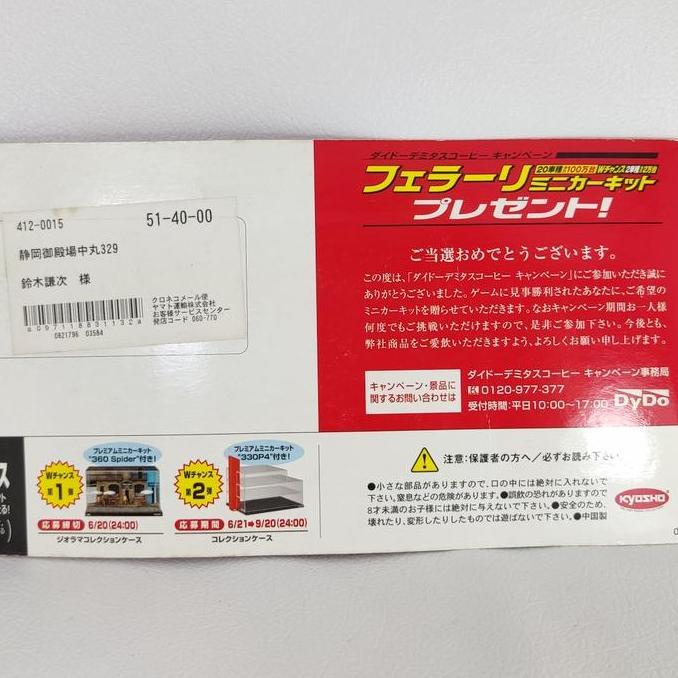 412-0015
51-40-00
静岡御殿場中丸329
鈴木謙次 様
a0971188311322a
0821796 03584
クロネコメール便
ヤマト運輸株式会社
お客様サービスセンター
発店コード 060-770
ダイドーデミタスコーヒー キャンペーン
フェラーリ
20車種計100万台 Wチャンス2車種計2万台
ミニカーキット
プレゼント!
ご当選おめでとうございます。
この度は、「ダイドーデミタスコーヒー キャンペーン」にご参加いただき誠に
ありがとうございました。ゲームに見事勝利されたあなたに、ご希望の
ミニカーキットを贈らせていただきます。なおキャンペーン期間お一人様
何度でもご挑戦いただけますので、是非ご参加下さい。今後とも、
弊社商品をご愛飲いただきますよう、よろしくお願い申し上げます。
キャンペーン・景品に
関するお問い合わせは
ダイドーデミタスコーヒー キャンペーン事務局
0120-977-377
受付時間:平日10:00〜17:00
DyDo
Wチャンス
第1弾
プレミアムミニカーキット
"360 Spider"付き!
応募締切 6/20(24:00)
ジオラマコレクションケース
Wチャンス
第2弾
プレミアムミニカーキット
"330P4"付き!
応募期間 6/21➡9/20(24:00)
コレクションケース
注意:保護者の方へ/必ずお読み下さい
●小さな部品がありますので、口の中には絶対に入れないで
下さい。窒息などの危険があります。●誤飲の恐れがありますので
8才未満のお子様には絶対に与えないで下さい。●安全のため、
壊れたり、変形したりしたものでは遊ばないで下さい。●中国製
KYOSHO